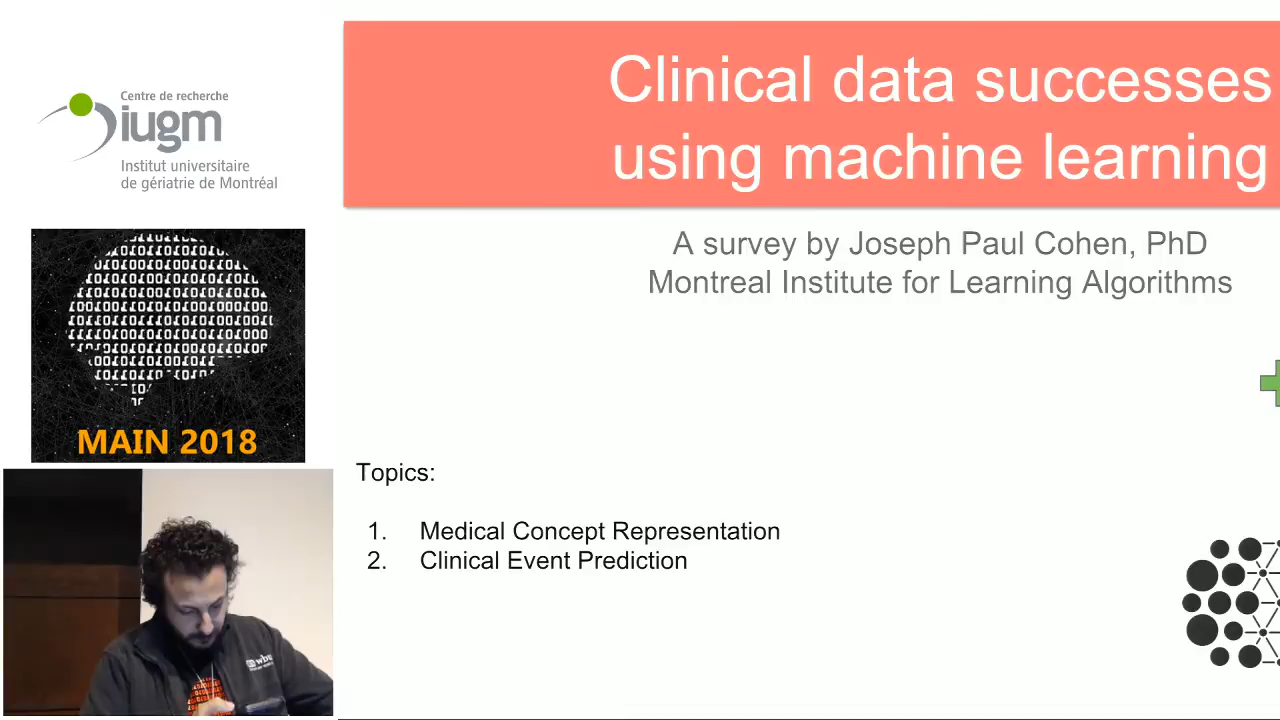 Centre de recherche
iugm
Institut universitaire
de gériatrie de Montréal
MAIN 2018
Clinical data successes
using machine learning
A survey by Joseph Paul Cohen, PhD
Montreal Institute for Learning Algorithms
Topics:
1. Medical Concept Representation
2. Clinical Event Prediction